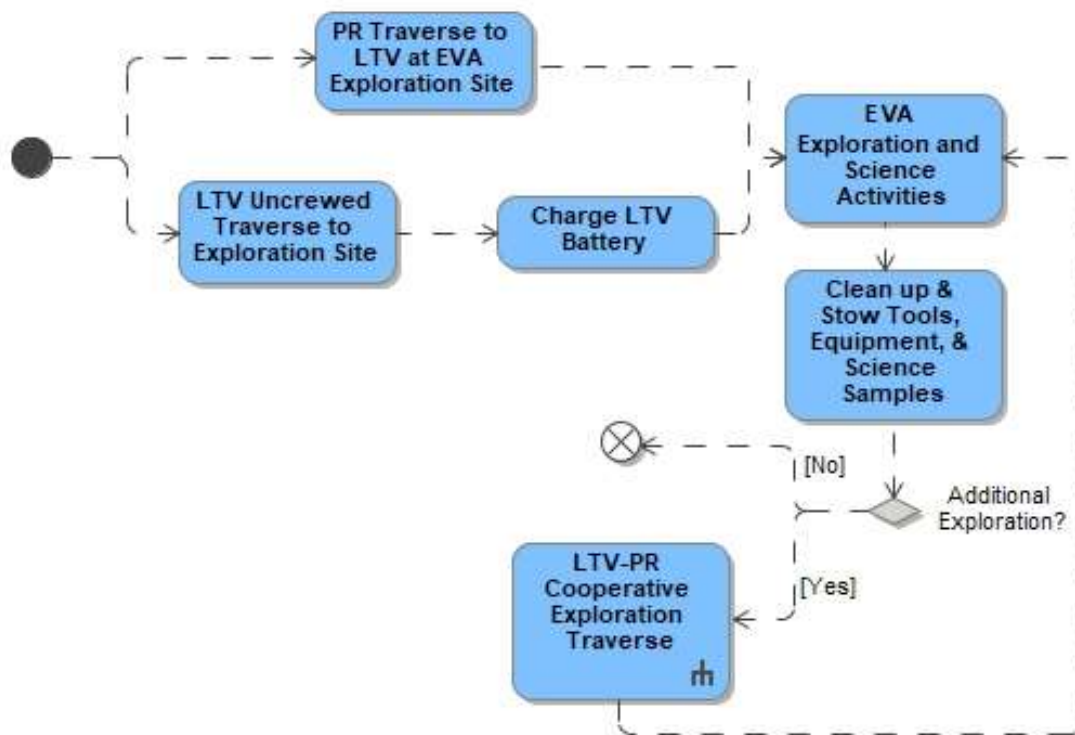 PR Traverse to
LTV at EVA
Exploration Site
EVA
Exploration and
Science
Activities
LTV Uncrewed
Traverse to
Exploration Site
Charge LTV
Battery
Clean up &
Stow Tools,
Equipment, &
Science
Samples
[No]
Additional
Exploration?
LTV-PR
Cooperative
Exploration
Traverse
[Yes]